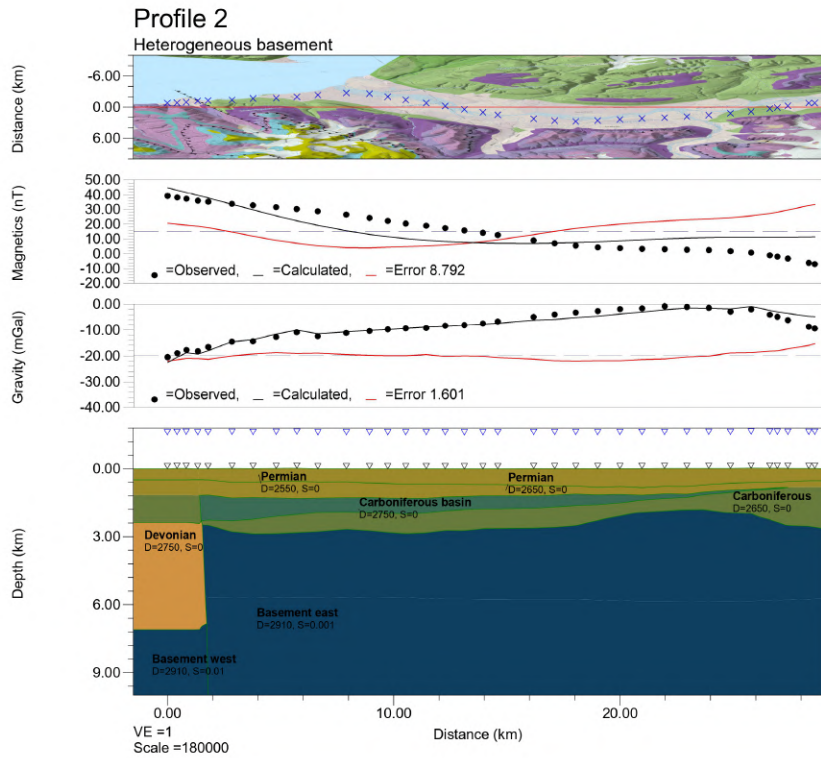 Profile 2
Heterogeneous basement
Distance (km)
-6.00
0.00
6.00
Magnetics (nT)
50.00
40.00
30.00
20.00
10.00
0.00
-10.00
-20.00
=Observed, =Calculated, =Error 8.792
Gravity (mGal)
0.00
-10.00
-20.00
-30.00
-40.00
=Observed, =Calculated, =Error 1.601
Depth (km)
0.00
3.00
6.00
9.00
Permian
D=2550, S=0
Permian
D=2650, S=0
Carboniferous basin
D=2750, S=0
Carboniferous
D=2650, S=0
Devonian
D=2750, S=0
Basement east
D=2910, S=0.001
Basement west
D=2910, S=0.01
0.00 10.00 20.00
VE =1
Distance (km)
Scale =180000